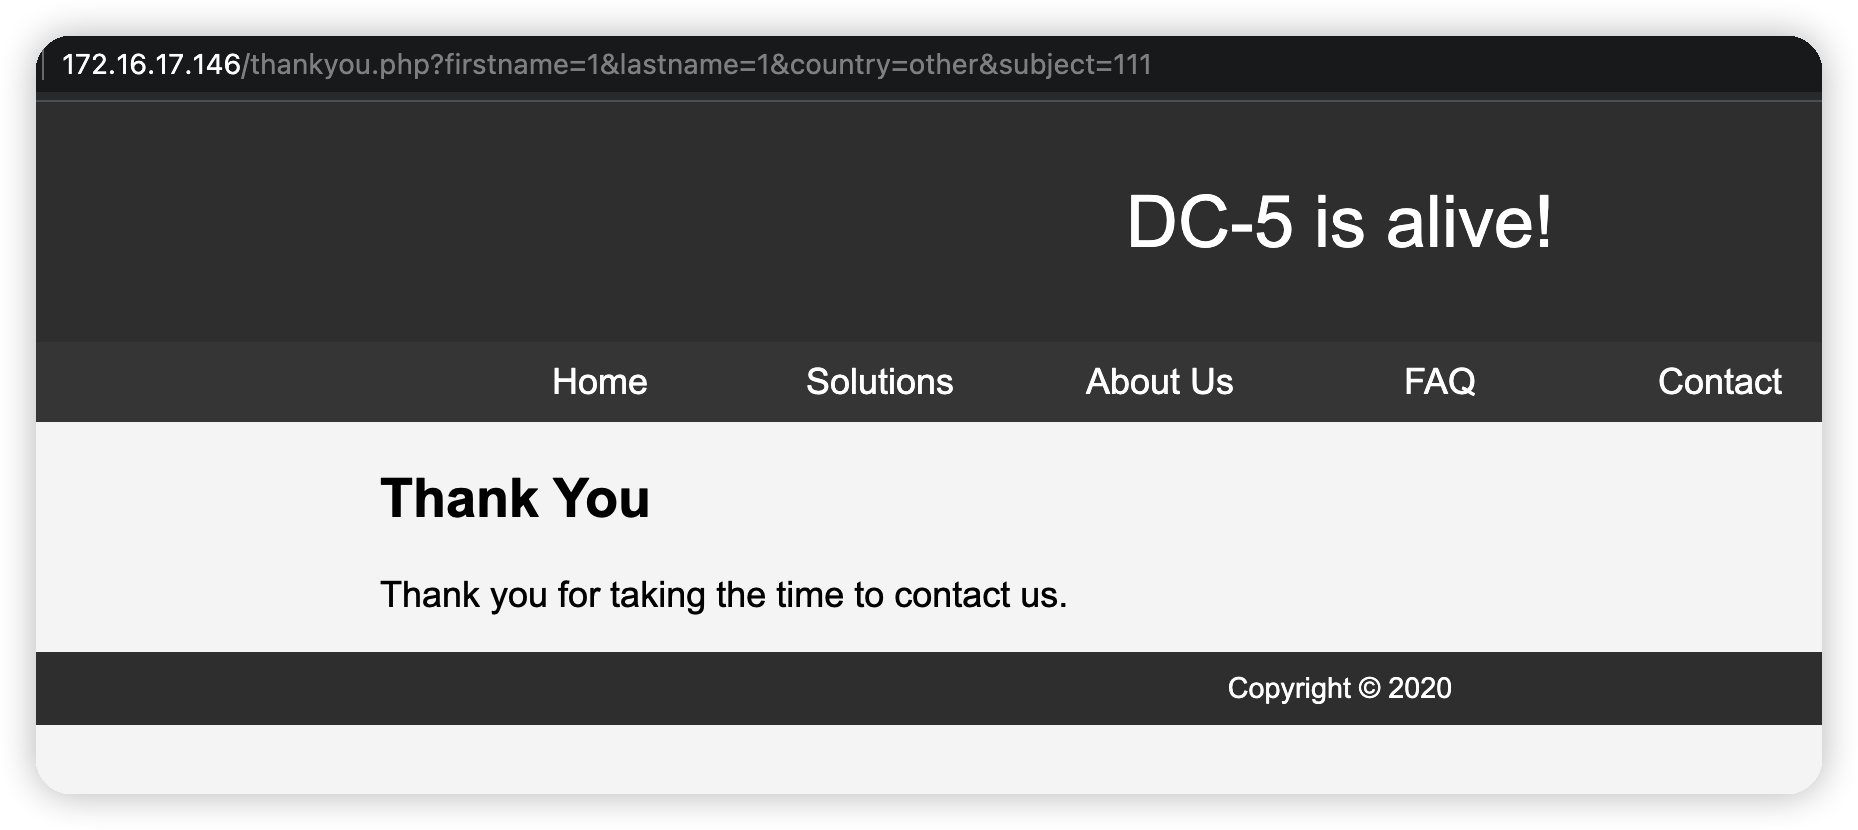 172.16.17.146/thankyou.php?firstname=1&lastname=1&country=other&subject=111
DC-5 is alive!
Home Solutions About Us FAQ Contact
Thank You
Thank you for taking the time to contact us.
Copyright © 2020